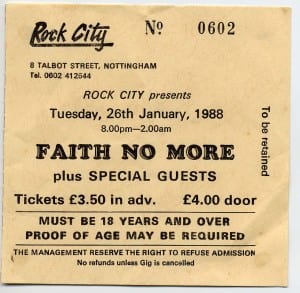 Rock City Nº 0602
8 TALBOT STREET, NOTTINGHAM
Tel. 0602 412544
ROCK CITY presents
Tuesday, 26th January, 1988
8.00pm—2.00am
FAITH NO MORE
plus SPECIAL GUESTS
Tickets £3.50 in adv. £4.00 door
MUST BE 18 YEARS AND OVER
PROOF OF AGE MAY BE REQUIRED
THE MANAGEMENT RESERVE THE RIGHT TO REFUSE ADMISSION
No refunds unless Gig is cancelled
To be retained